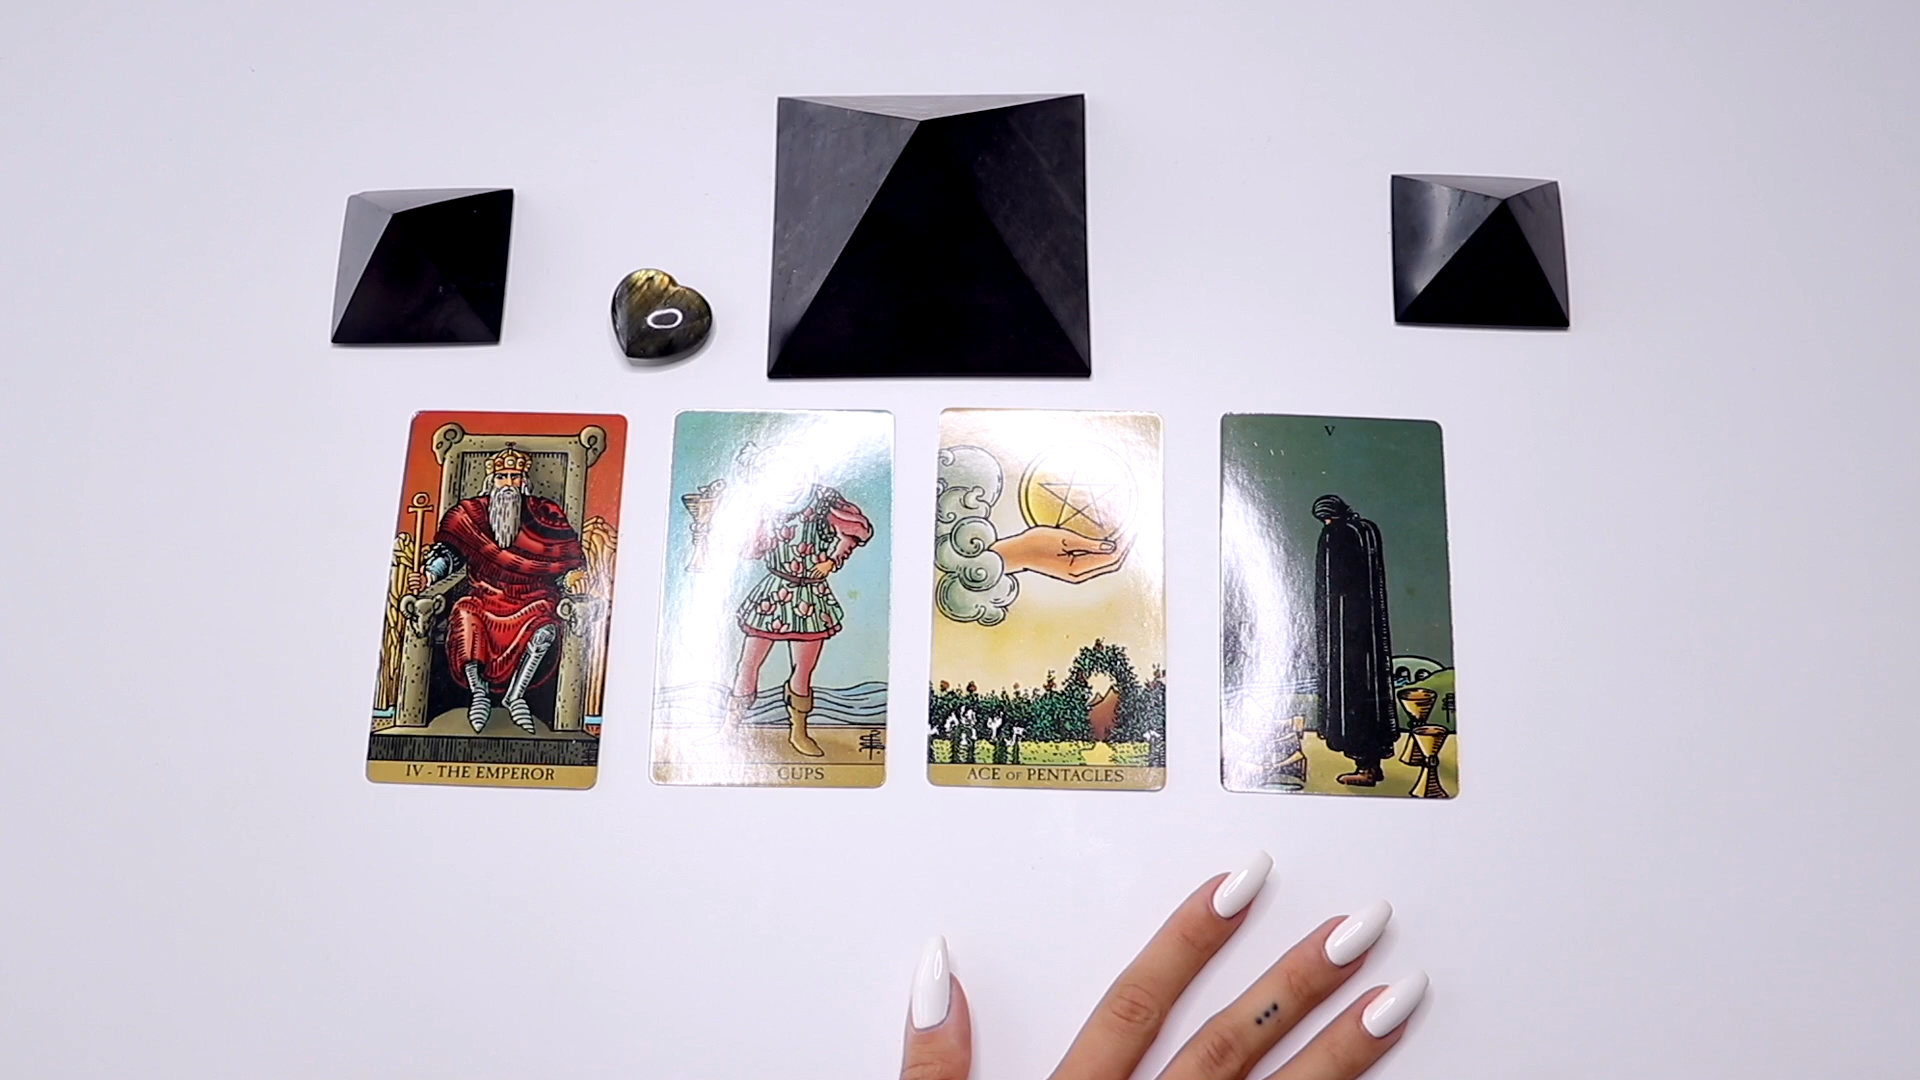 IV - THE EMPEROR
CUPS
ACE OF PENTACLES
V